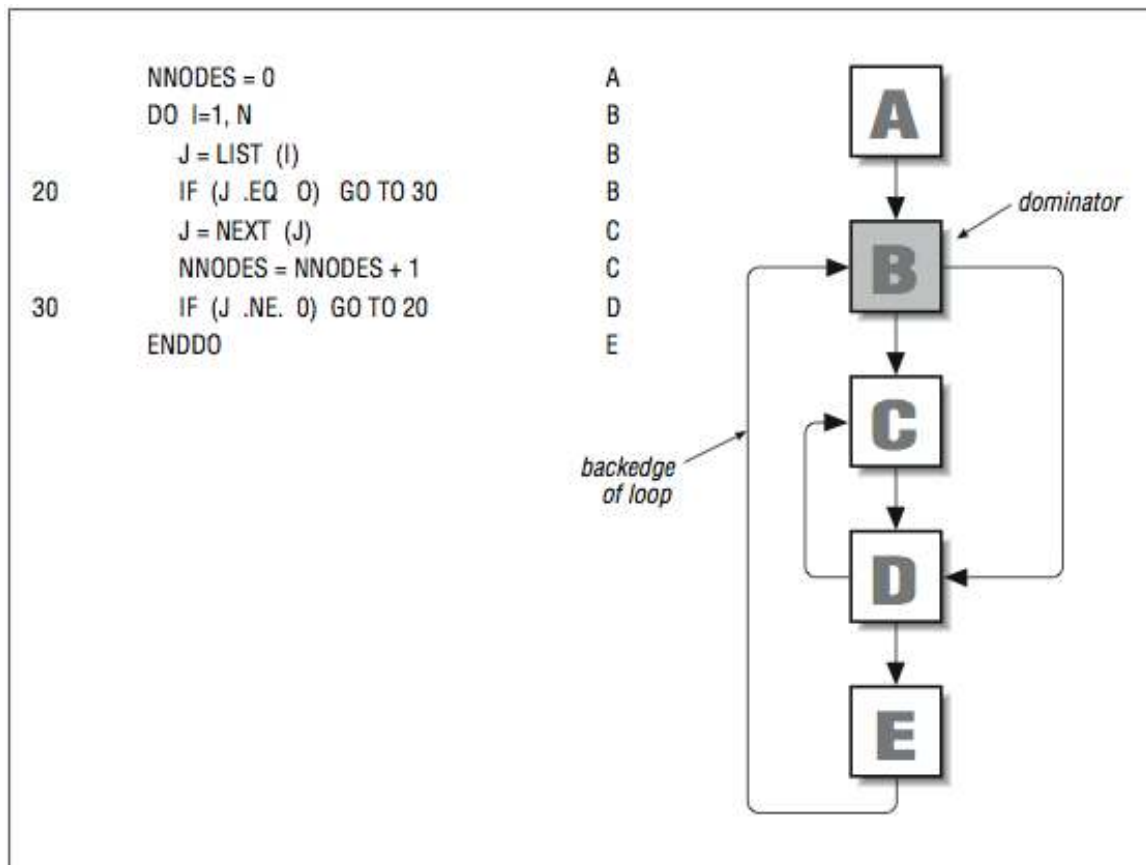 NNODES = 0 A
DO I=1, N B
J = LIST (I) B
20 IF (J .EQ O) GO TO 30 B
J = NEXT (J) C
NNODES = NNODES + 1 C
30 IF (J .NE. 0) GO TO 20 D
ENDDO E
A
dominator
B
C
backedge
of loop
D
E